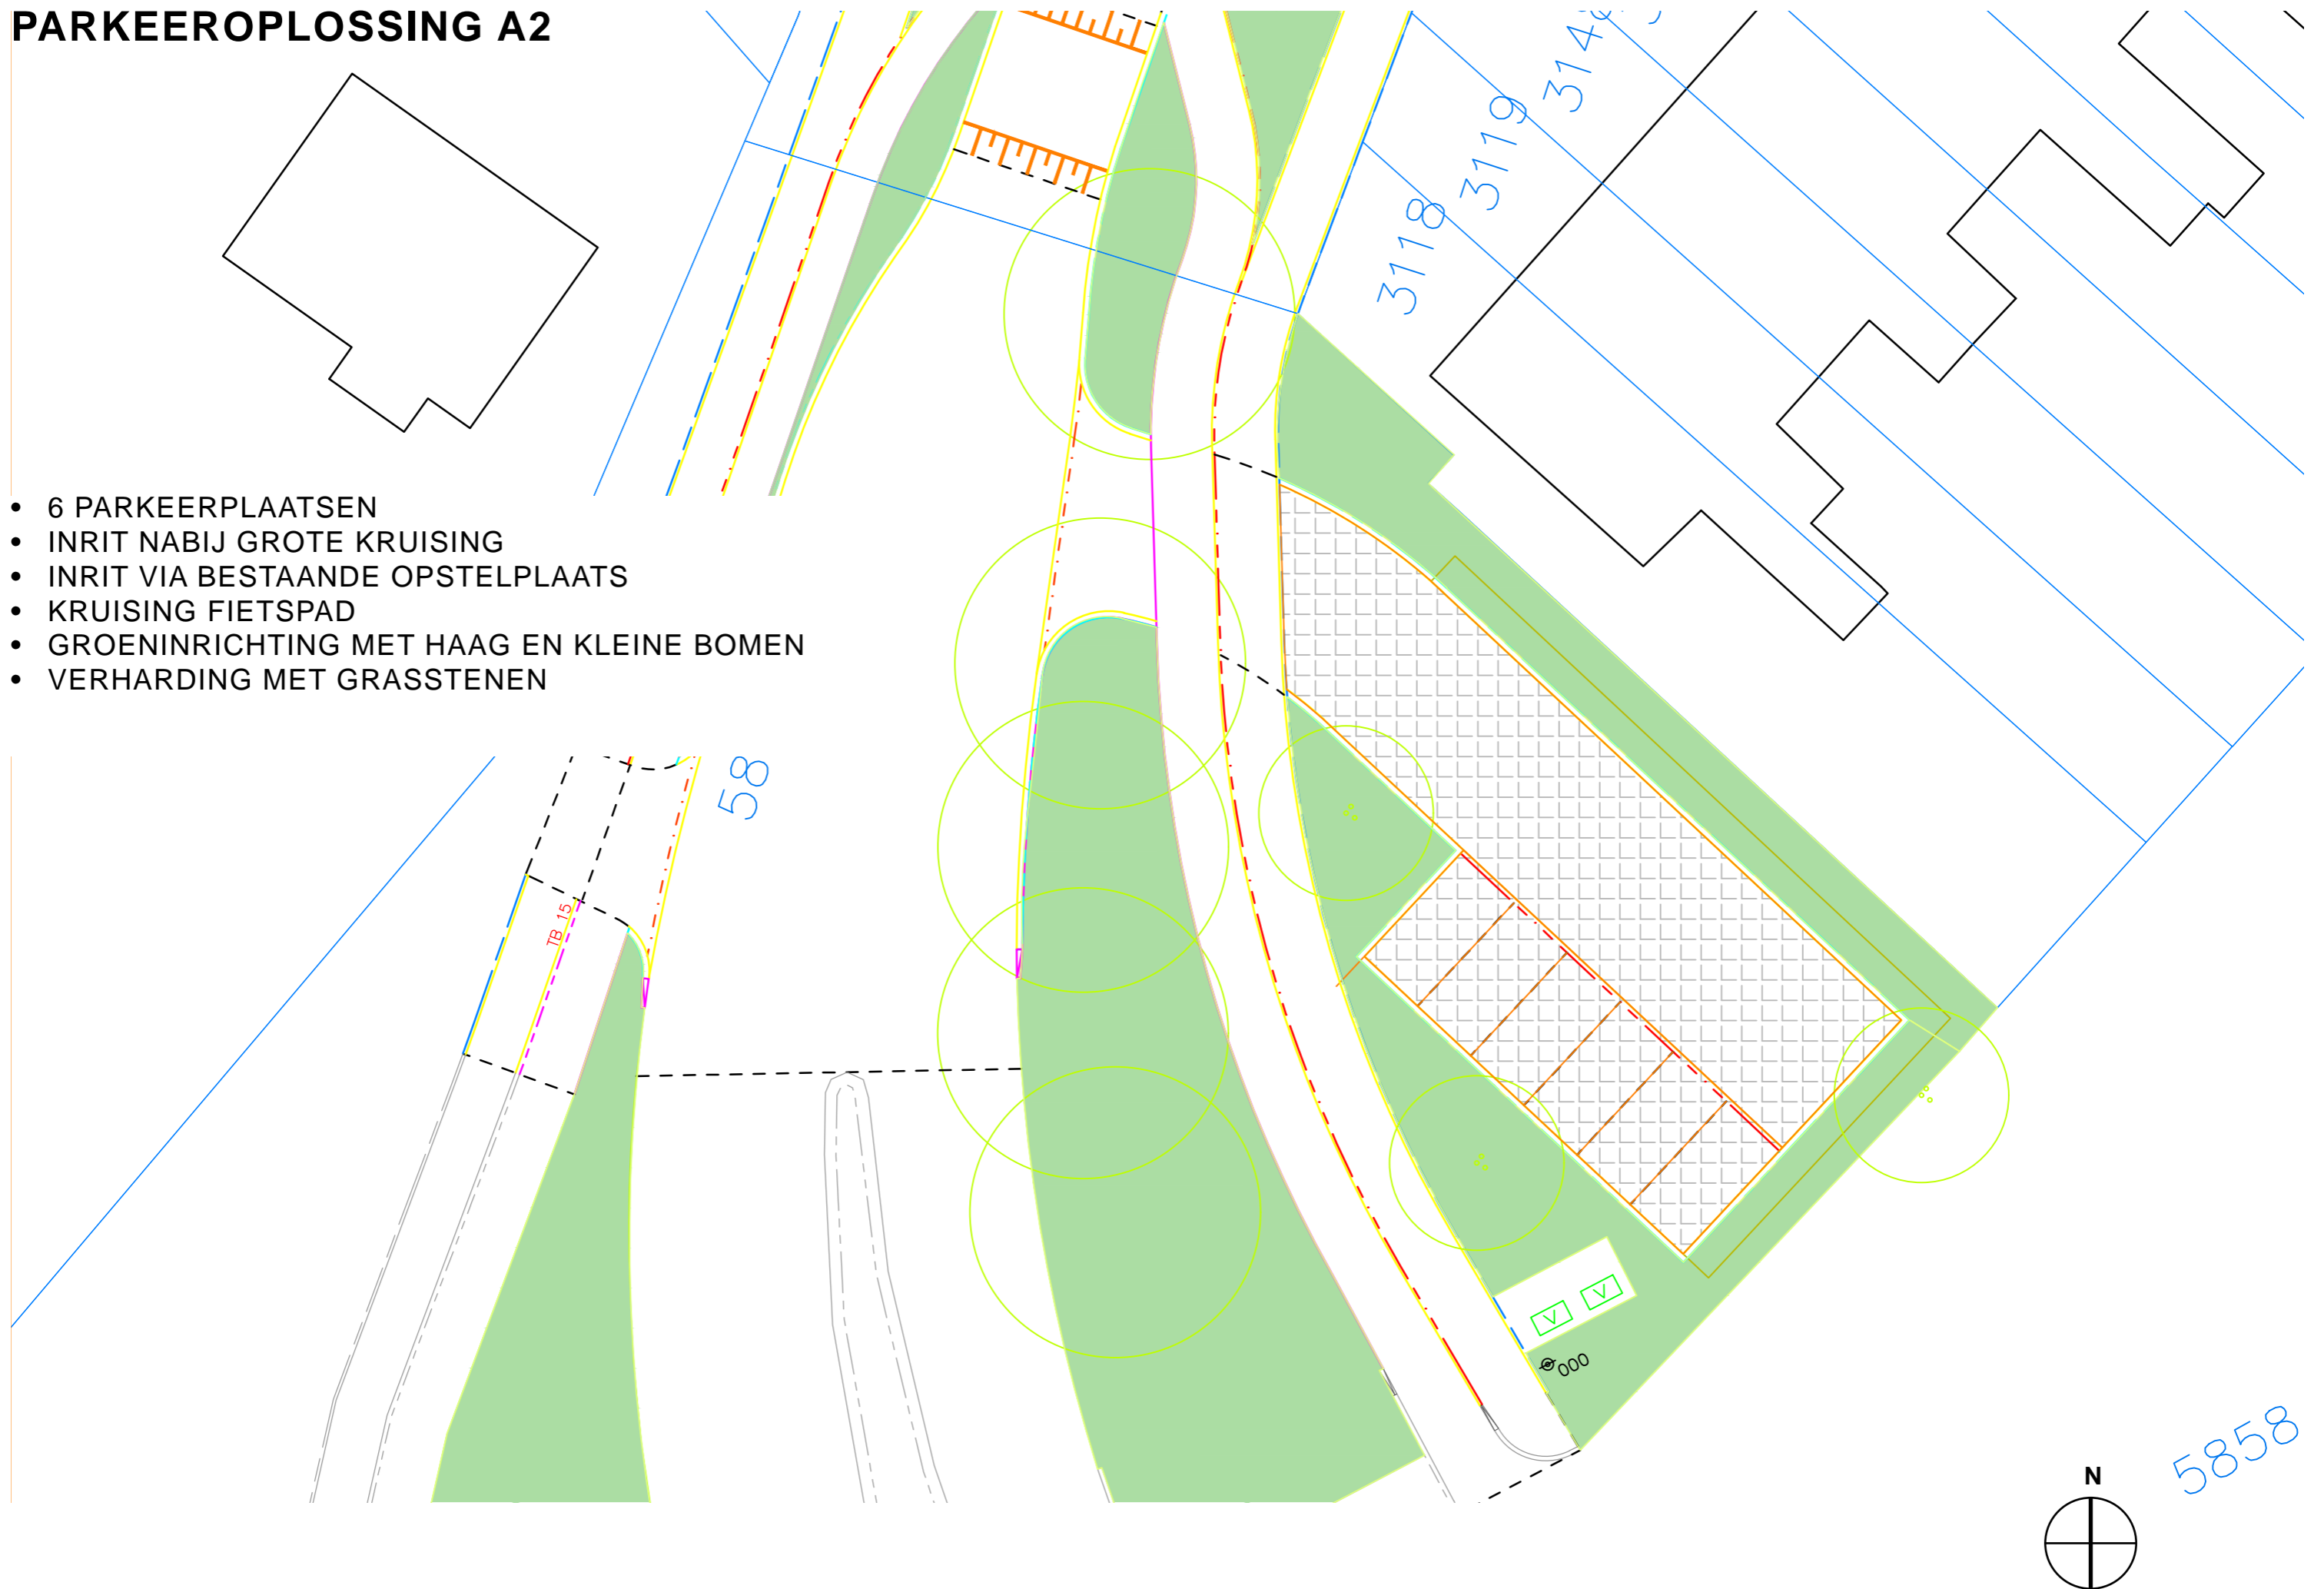 PARKEEROPLOSSING A2
3119
3118
• 6 PARKEERPLAATSEN
• INRIT NABIJ GROTE KRUISING
• INRIT VIA BESTAANDE OPSTELPLAATS
• KRUISING FIETSPAD
• GROENINRICHTING MET HAAG EN KLEINE BOMEN
• VERHARDING MET GRASSTENEN
58
TB 15
V V
000
5858
N